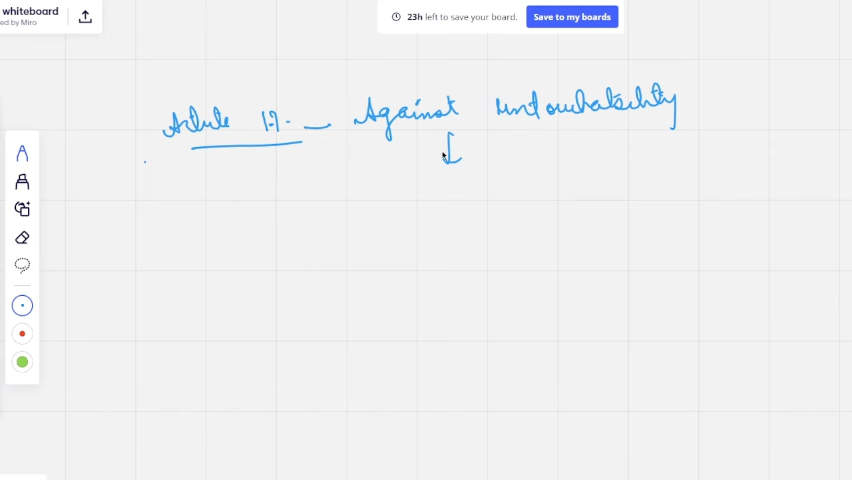 whiteboard
ed by Miro
23h left to save your board.
Save to my boards
Article 17. — Against untouchability